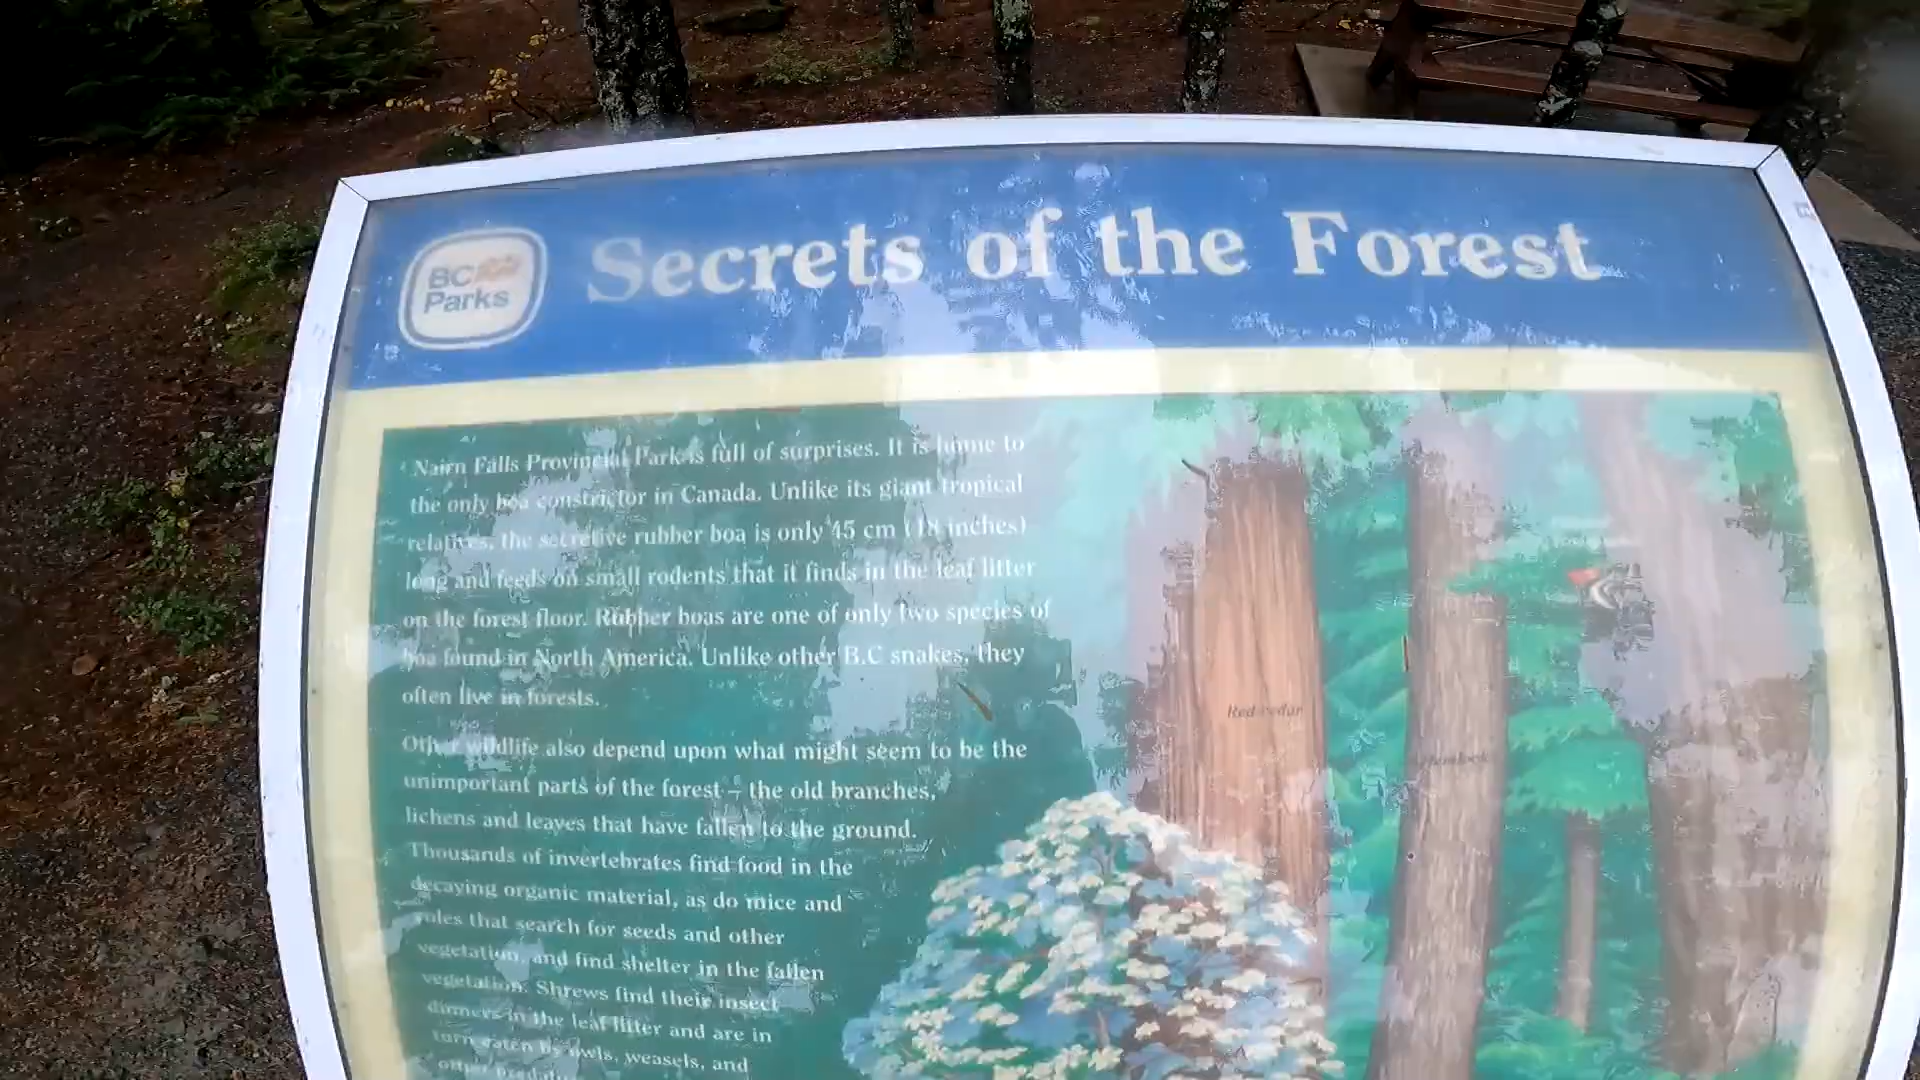 BC
Parks
Secrets of the Forest
Nairn Falls Provincial Park is full of surprises. It is home to
the only boa constrictor in Canada. Unlike its giant tropical
relatives, the secretive rubber boa is only 45 cm (18 inches)
long and feeds on small rodents that it finds in the leaf litter
on the forest floor. Rubber boas are one of only two species of
boa found in North America. Unlike other B.C snakes, they
often live in forests.
Other wildlife also depend upon what might seem to be the
unimportant parts of the forest – the old branches,
lichens and leaves that have fallen to the ground.
Thousands of invertebrates find food in the
decaying organic material, as do mice and
voles that search for seeds and other
vegetation, and find shelter in the fallen
vegetation. Shrews find their insect
dinners in the leaf litter and are in
turn eaten by owls, weasels, and
other
Red cedar
Hemlock